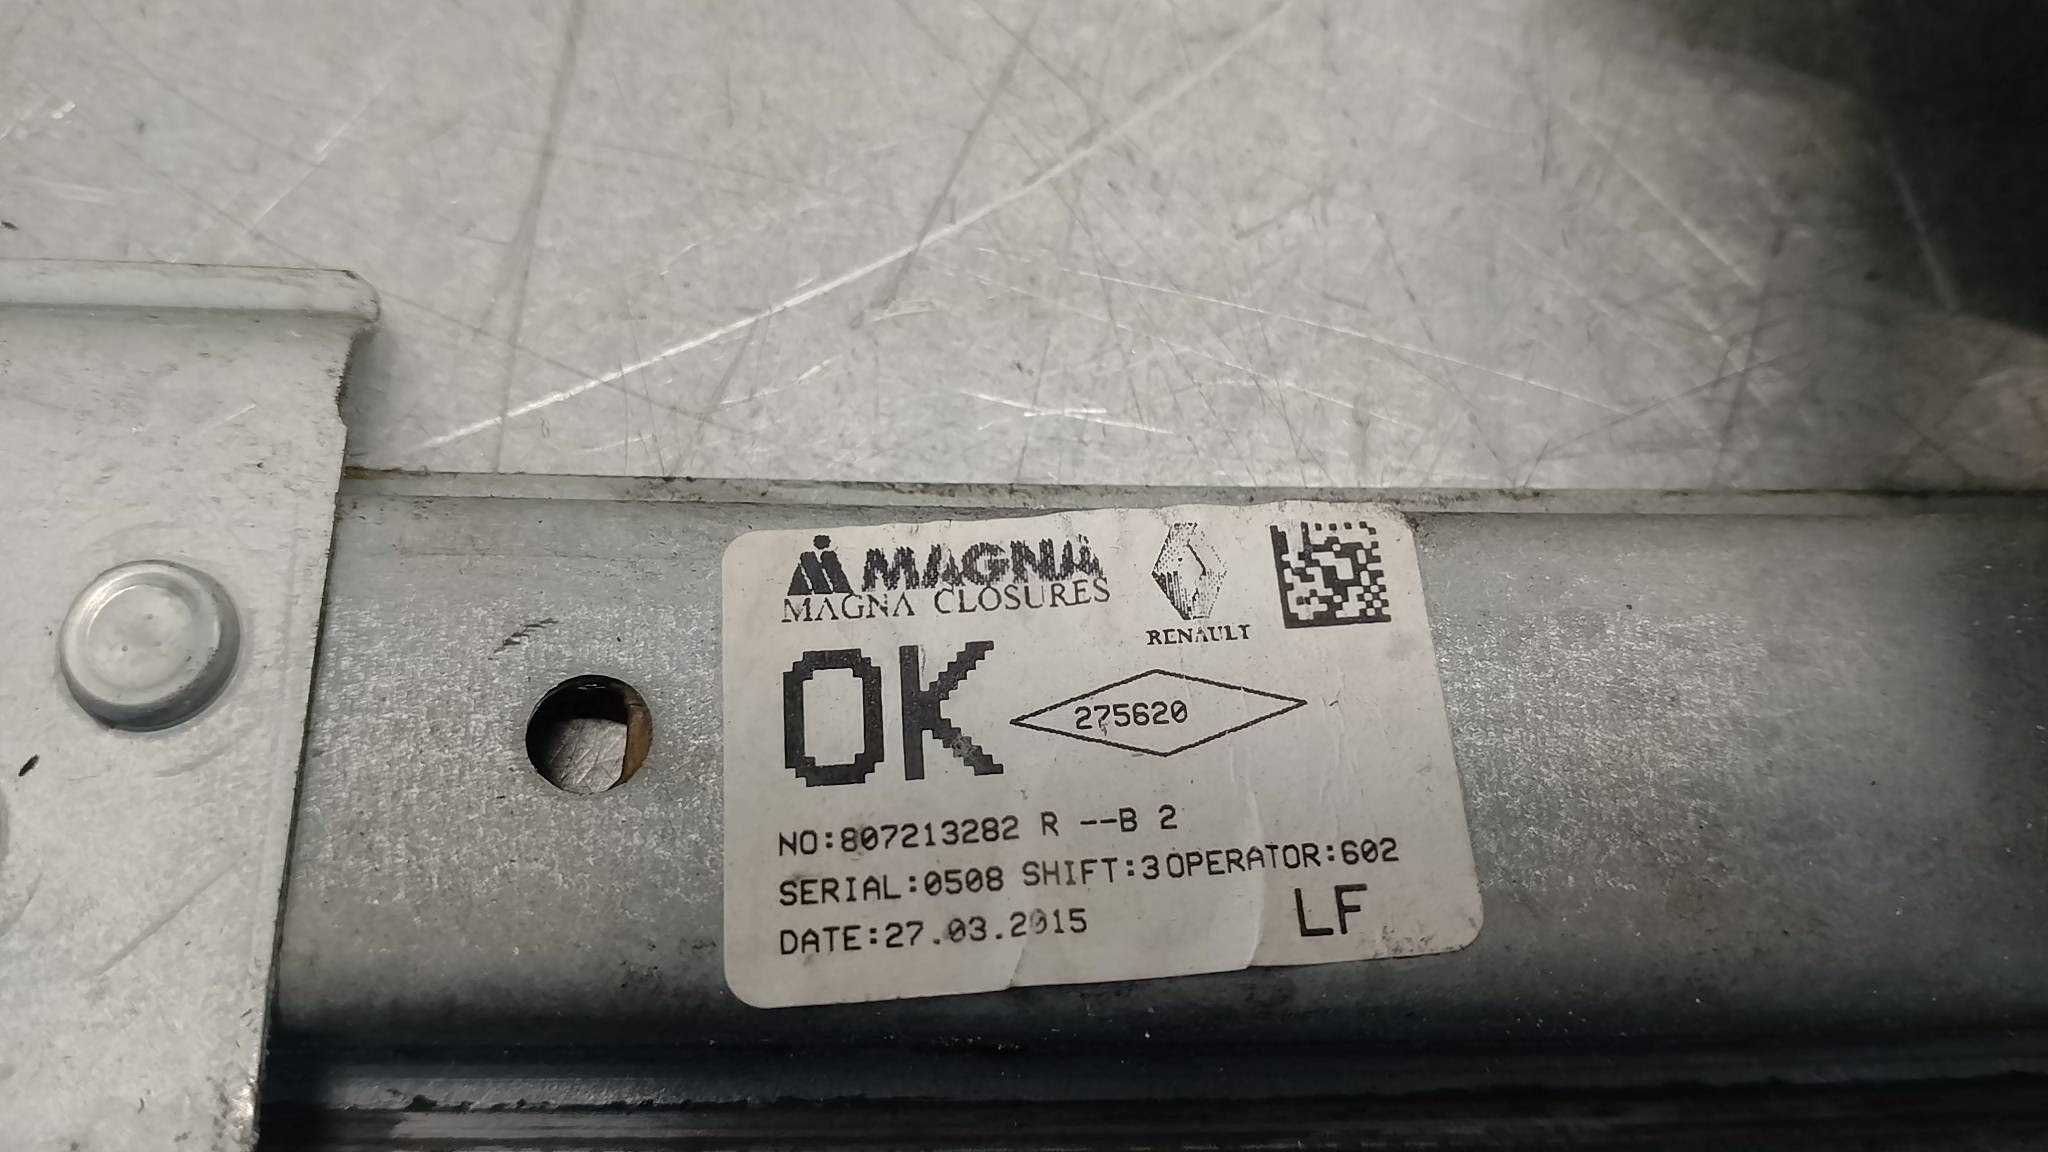 MAGNA
MAGNA CLOSURES
RENAULT
OK
275620
NO:807213282 R --B 2
SERIAL:0508 SHIFT:3 OPERATOR:602
DATE:27.03.2015
LF